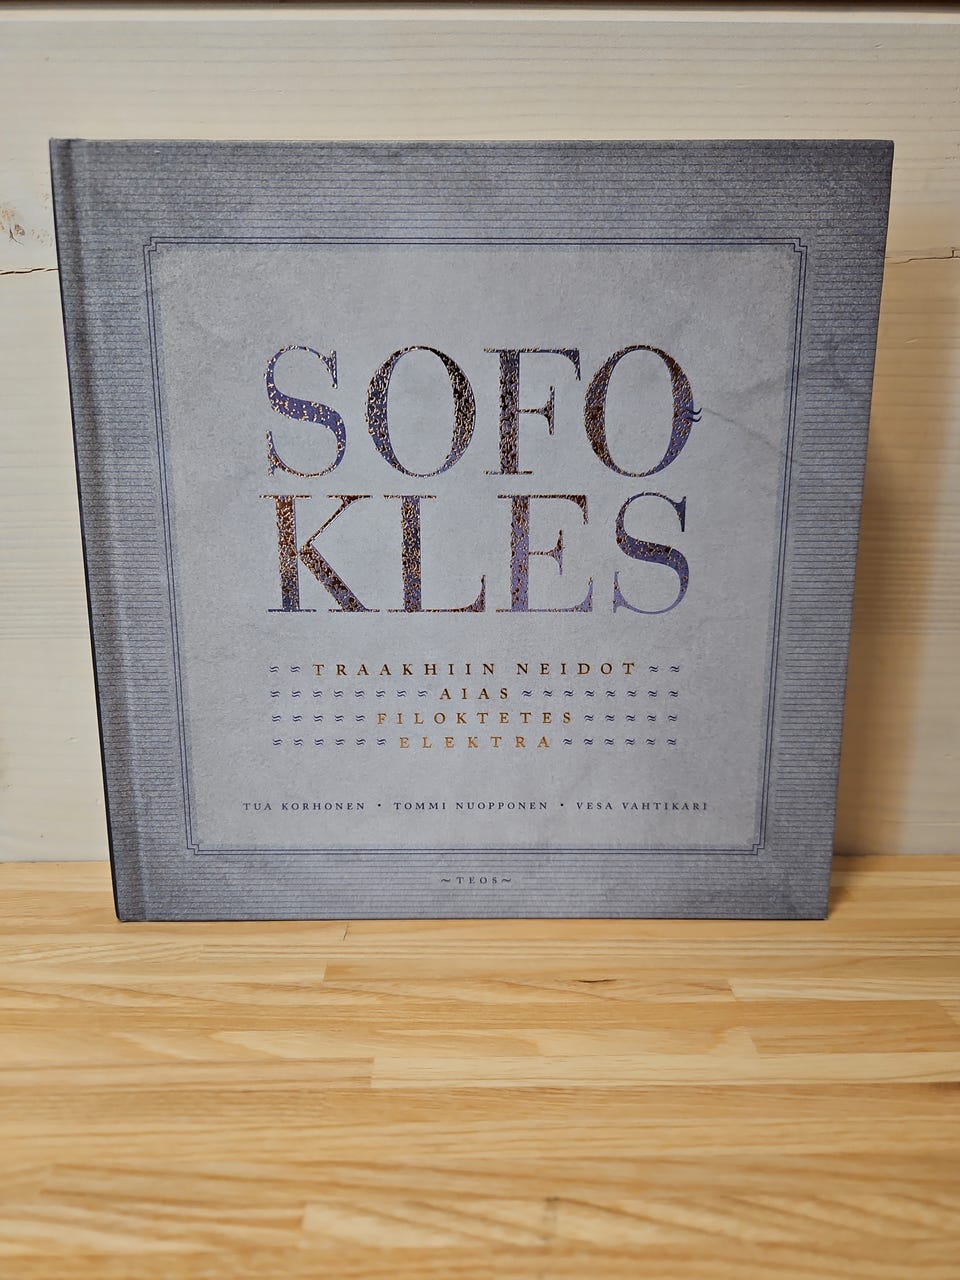 SOFO
KLES
≈ ≈ TRAAKHIIN NEIDOT ≈ ≈
≈ ≈ ≈ ≈ ≈ ≈ ≈ ≈ AIAS ≈ ≈ ≈ ≈ ≈ ≈ ≈ ≈
≈ ≈ ≈ ≈ ≈ FILOKTETES ≈ ≈ ≈ ≈ ≈
≈ ≈ ≈ ≈ ≈ ≈ ELEKTRA ≈ ≈ ≈ ≈ ≈ ≈
TUA KORHONEN • TOMMI NUOPPONEN • VESA VAHTIKARI
~TEOS~